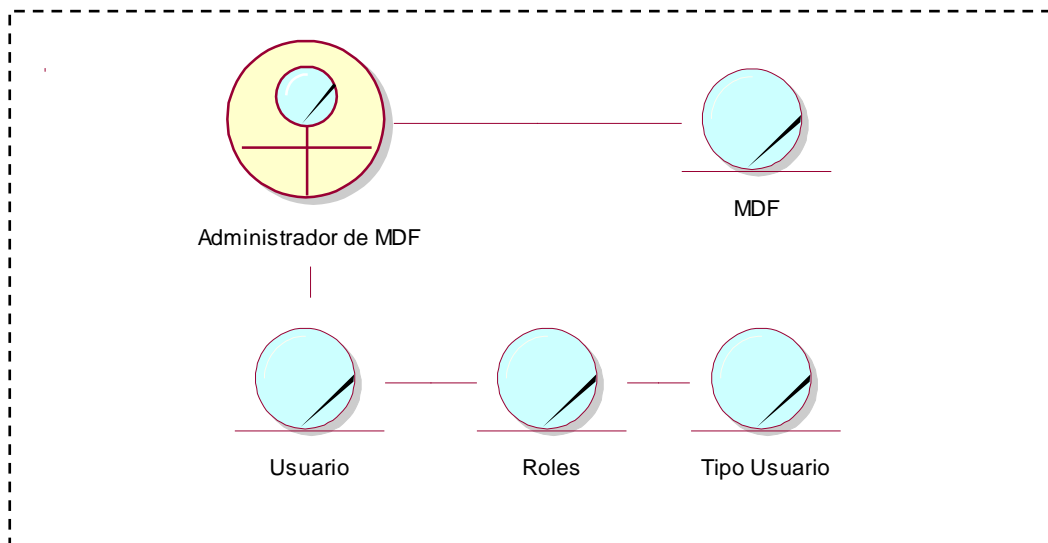 Administrador de MDF
MDF
Usuario
Roles
Tipo Usuario